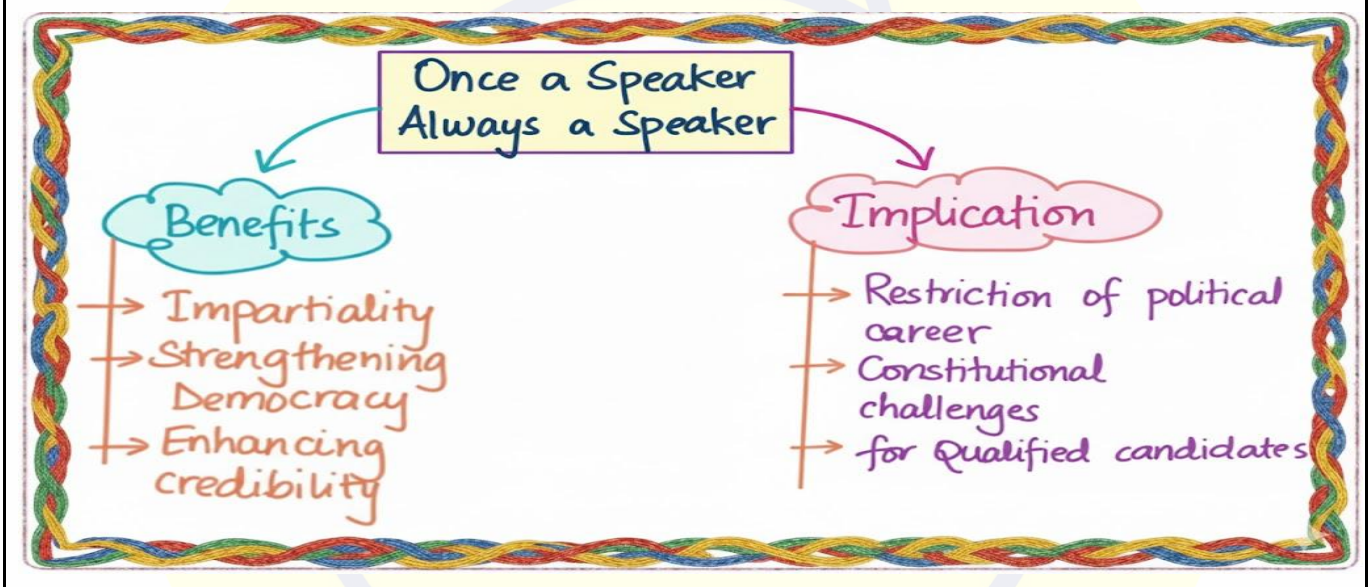 Once a Speaker
Always a Speaker
Benefits
Impartiality
Strengthening
Democracy
Enhancing
credibility
Implication
Restriction of political
career
Constitutional
challenges
for Qualified candidates